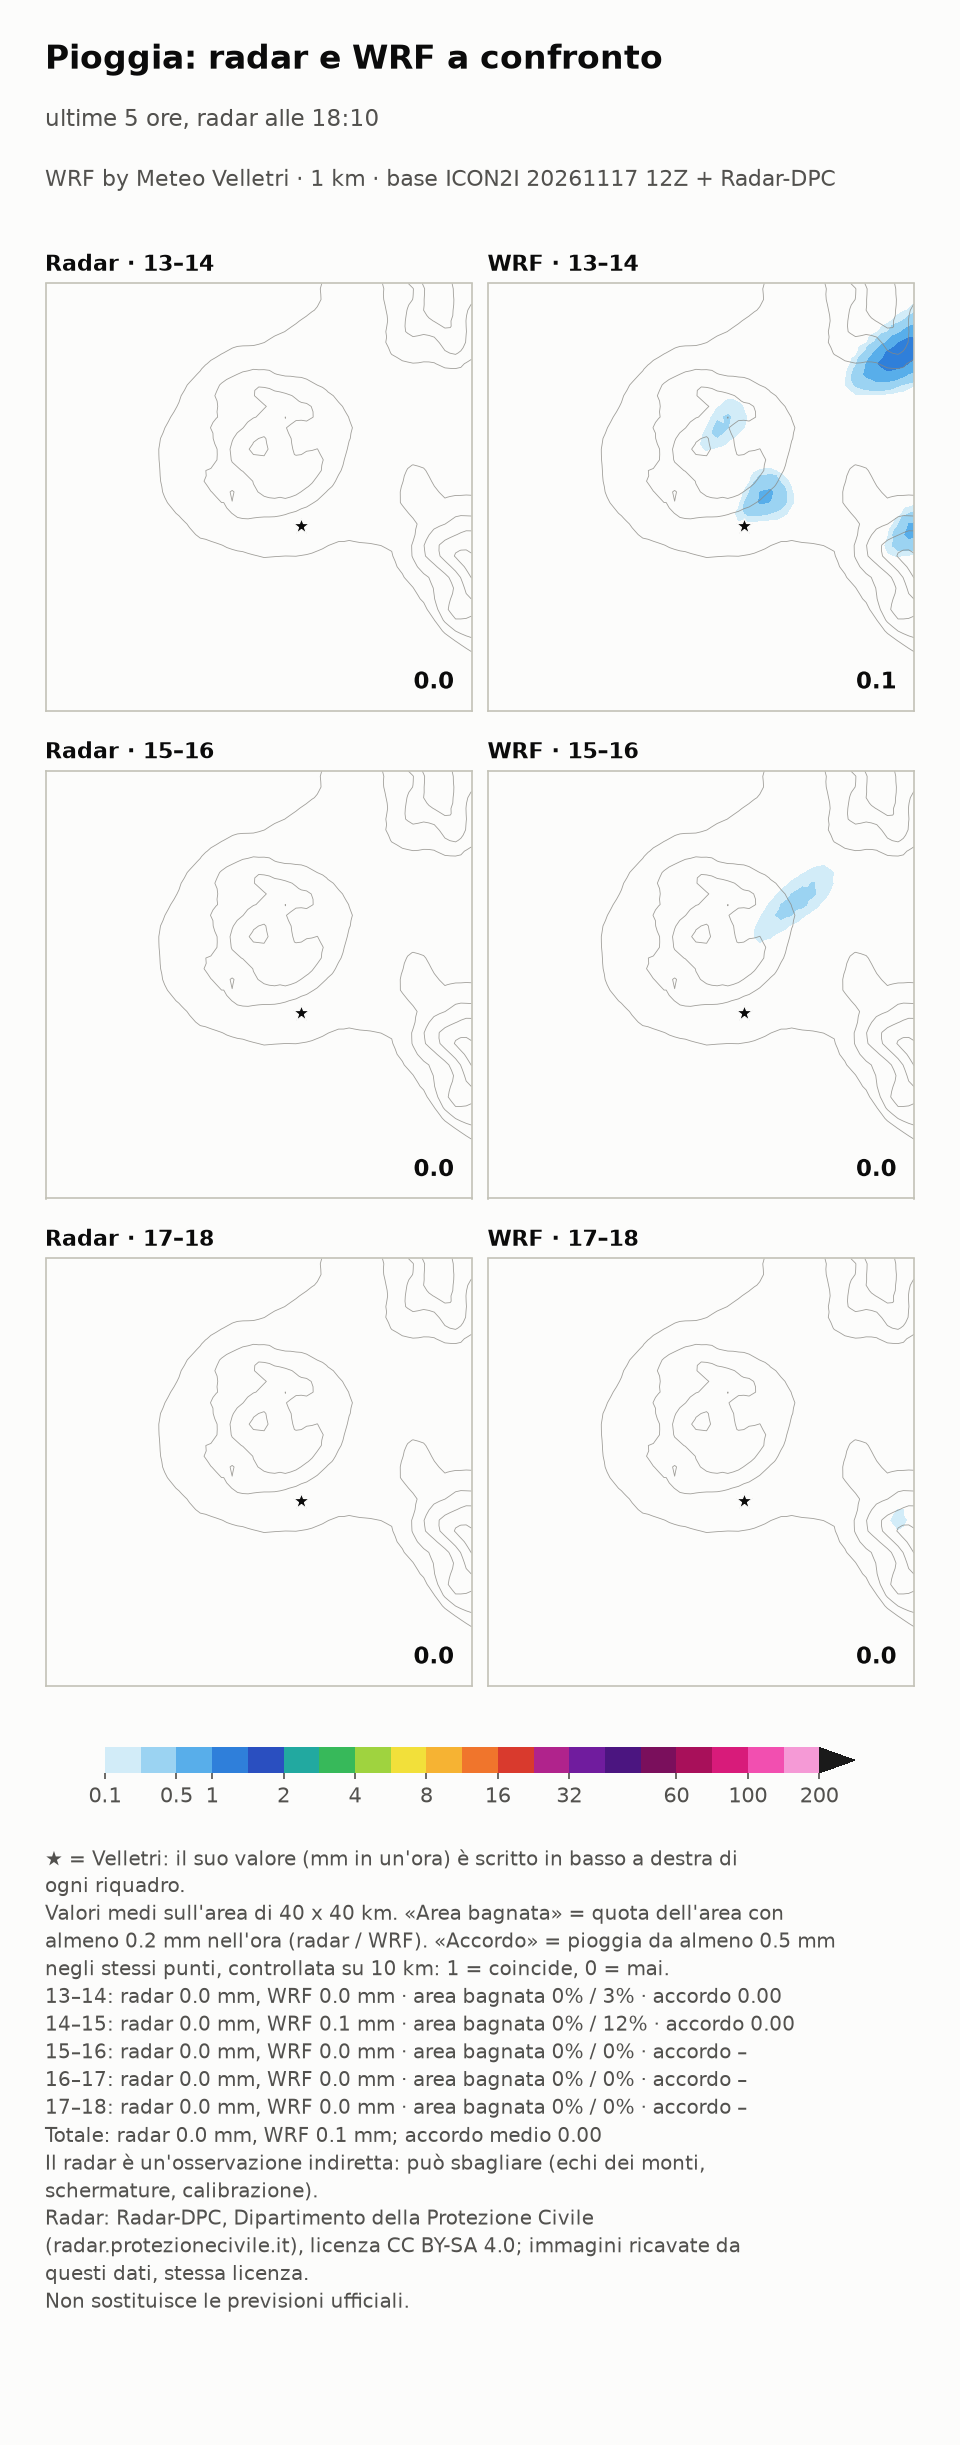 Pioggia: radar e WRF a confronto
ultime 5 ore, radar alle 18:10
WRF by Meteo Velletri · 1 km · base ICON2I 20261117 12Z + Radar-DPC
Radar · 13–14
WRF · 13–14
0.0
0.1
Radar · 15–16
WRF · 15–16
0.0
0.0
Radar · 17–18
WRF · 17–18
0.0
0.0
0.1 0.5 1 2 4 8 16 32 60 100 200
★ = Velletri: il suo valore (mm in un'ora) è scritto in basso a destra di
ogni riquadro.
Valori medi sull'area di 40 x 40 km. «Area bagnata» = quota dell'area con
almeno 0.2 mm nell'ora (radar / WRF). «Accordo» = pioggia da almeno 0.5 mm
negli stessi punti, controllata su 10 km: 1 = coincide, 0 = mai.
13–14: radar 0.0 mm, WRF 0.0 mm · area bagnata 0% / 3% · accordo 0.00
14–15: radar 0.0 mm, WRF 0.1 mm · area bagnata 0% / 12% · accordo 0.00
15–16: radar 0.0 mm, WRF 0.0 mm · area bagnata 0% / 0% · accordo –
16–17: radar 0.0 mm, WRF 0.0 mm · area bagnata 0% / 0% · accordo –
17–18: radar 0.0 mm, WRF 0.0 mm · area bagnata 0% / 0% · accordo –
Totale: radar 0.0 mm, WRF 0.1 mm; accordo medio 0.00
Il radar è un'osservazione indiretta: può sbagliare (echi dei monti,
schermature, calibrazione).
Radar: Radar-DPC, Dipartimento della Protezione Civile
(radar.protezionecivile.it), licenza CC BY-SA 4.0; immagini ricavate da
questi dati, stessa licenza.
Non sostituisce le previsioni ufficiali.